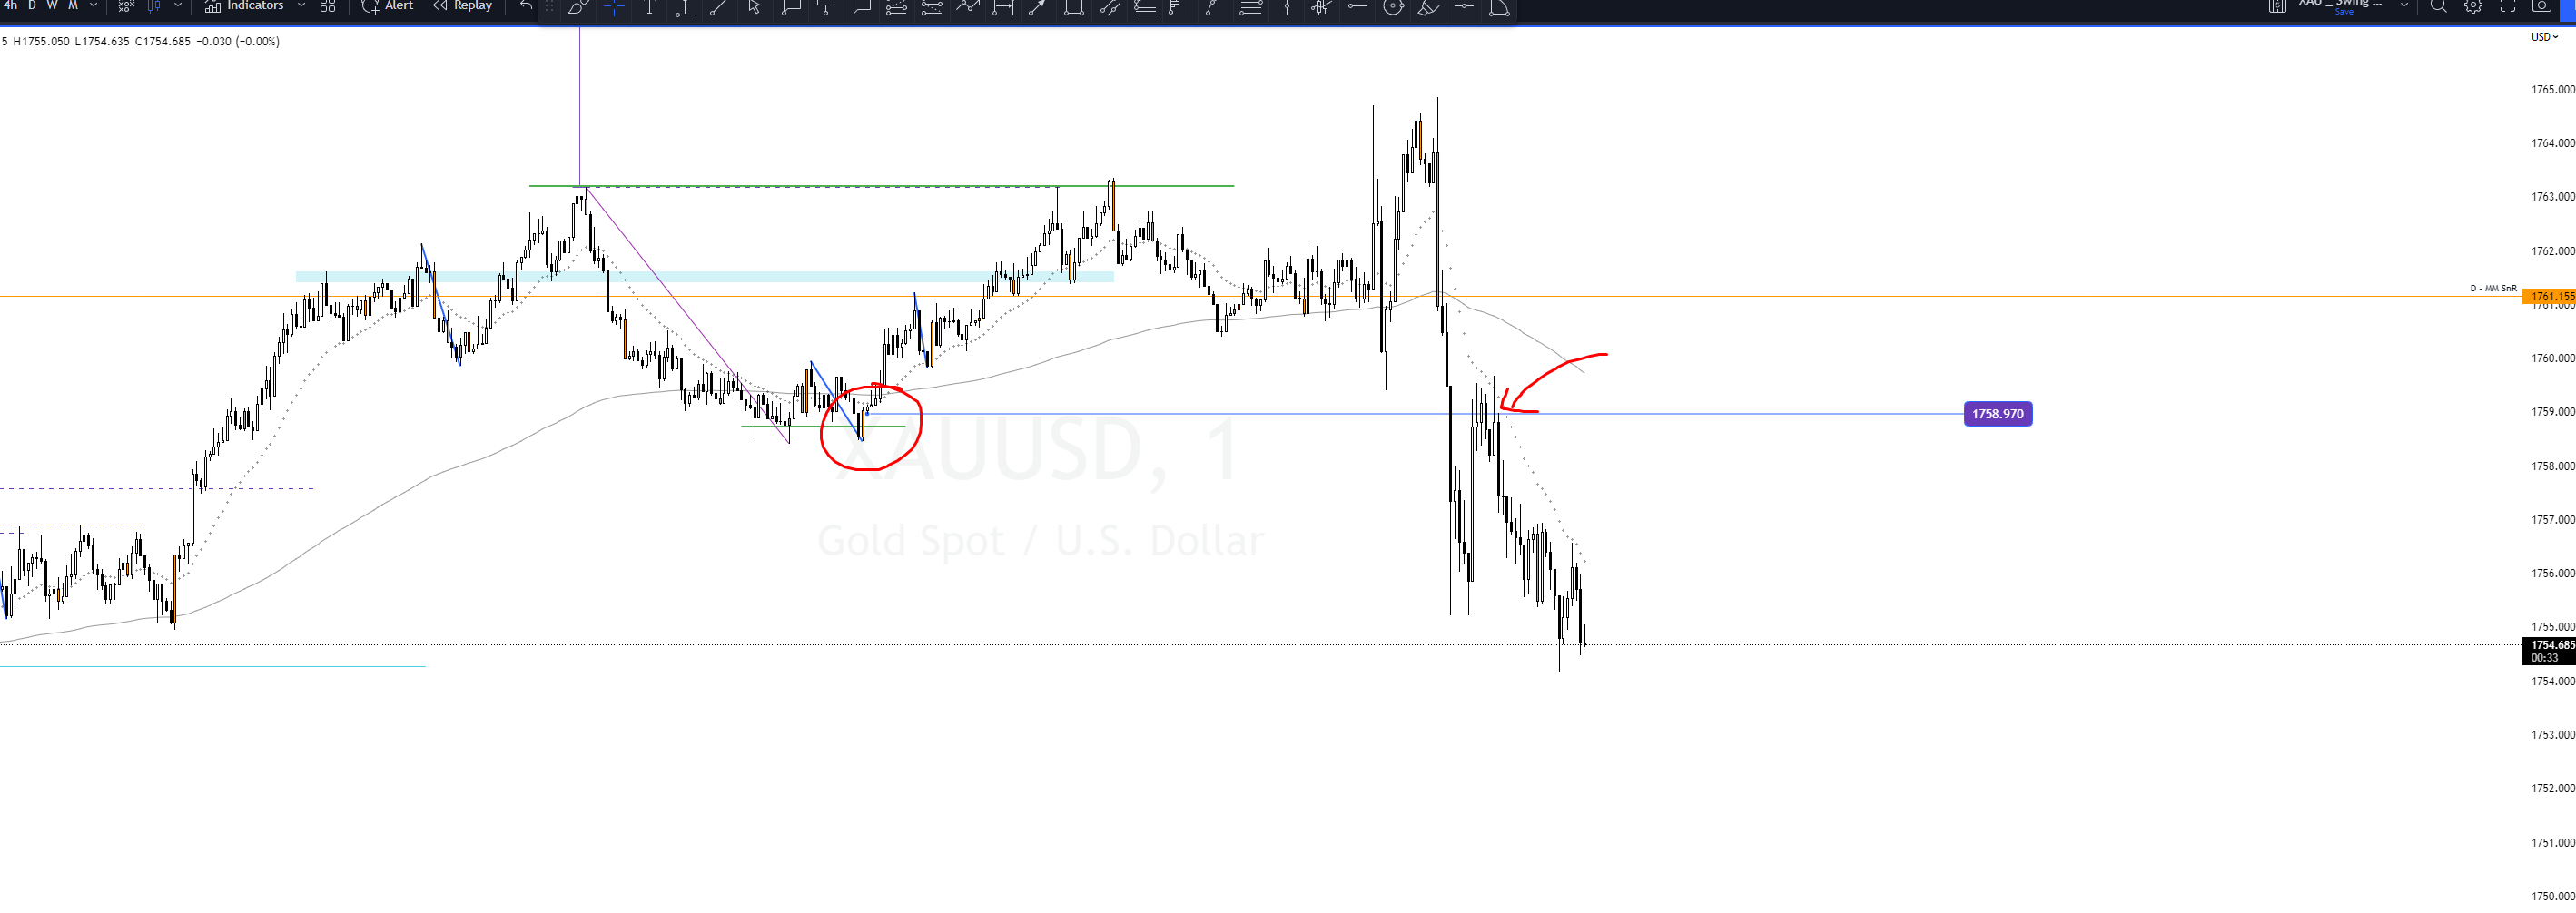 4h D W M Indicators Alert Replay XAU _ Swing ...
Save
5 H1755.050 L1754.635 C1754.685 −0.030 (−0.00%)
USD
1765.000
1764.000
1763.000
1762.000
D - MM SnR 1761.155
1761.000
1760.000
1759.000
1758.970
XAUUSD, 1
1758.000
Gold Spot / U.S. Dollar
1757.000
1756.000
1755.000
1754.685
00:33
1754.000
1753.000
1752.000
1751.000
1750.000